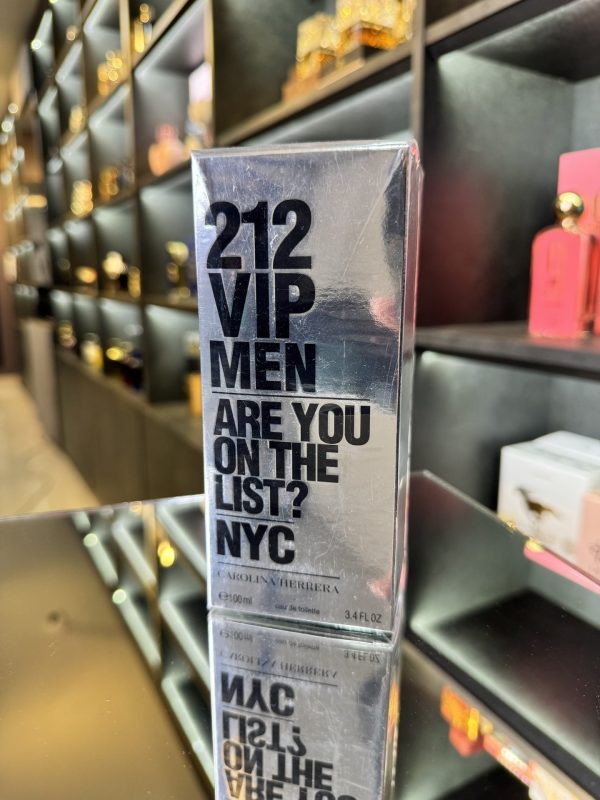 212
VIP
MEN
ARE YOU
ON THE
LIST?
NYC
CAROLINA HERRERA
℮100 ml eau de toilette 3.4 FL OZ